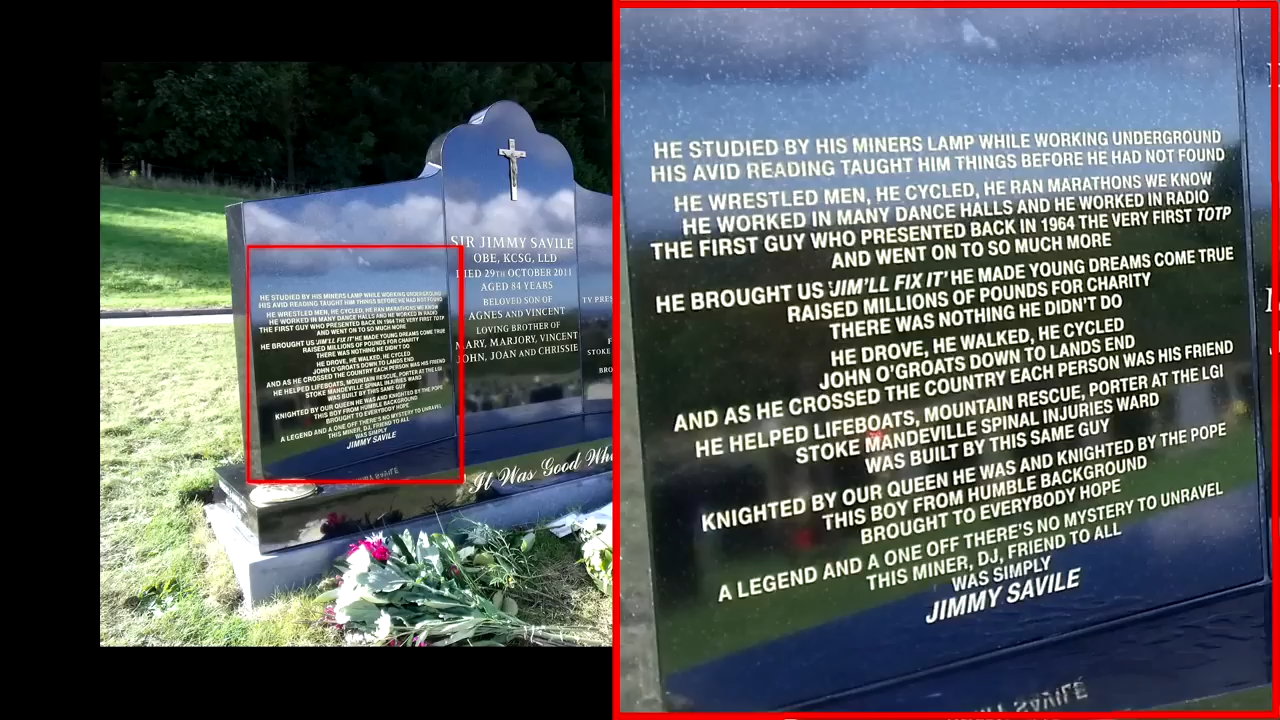 SIR JIMMY SAVILE
OBE, KCSG, LLD
DIED 29TH OCTOBER 2011
AGED 84 YEARS
BELOVED SON OF
AGNES AND VINCENT
LOVING BROTHER OF
MARY, MARJORY, VINCENT
JOHN, JOAN AND CHRISSIE
HE STUDIED BY HIS MINERS LAMP WHILE WORKING UNDERGROUND
HIS AVID READING TAUGHT HIM THINGS BEFORE HE HAD NOT FOUND
HE WRESTLED MEN, HE CYCLED, HE RAN MARATHONS WE KNOW
HE WORKED IN MANY DANCE HALLS AND HE WORKED IN RADIO
THE FIRST GUY WHO PRESENTED BACK IN 1964 THE VERY FIRST TOTP
AND WENT ON TO SO MUCH MORE
HE BROUGHT US 'JIM'LL FIX IT' HE MADE YOUNG DREAMS COME TRUE
RAISED MILLIONS OF POUNDS FOR CHARITY
THERE WAS NOTHING HE DIDN'T DO
HE DROVE, HE WALKED, HE CYCLED
JOHN O'GROATS DOWN TO LANDS END
AND AS HE CROSSED THE COUNTRY EACH PERSON WAS HIS FRIEND
HE HELPED LIFEBOATS, MOUNTAIN RESCUE, PORTER AT THE LGI
STOKE MANDEVILLE SPINAL INJURIES WARD
WAS BUILT BY THIS SAME GUY
KNIGHTED BY OUR QUEEN HE WAS AND KNIGHTED BY THE POPE
THIS BOY FROM HUMBLE BACKGROUND
BROUGHT TO EVERYBODY HOPE
A LEGEND AND A ONE OFF THERE'S NO MYSTERY TO UNRAVEL
THIS MINER, DJ, FRIEND TO ALL
WAS SIMPLY
JIMMY SAVILE
It Was Good